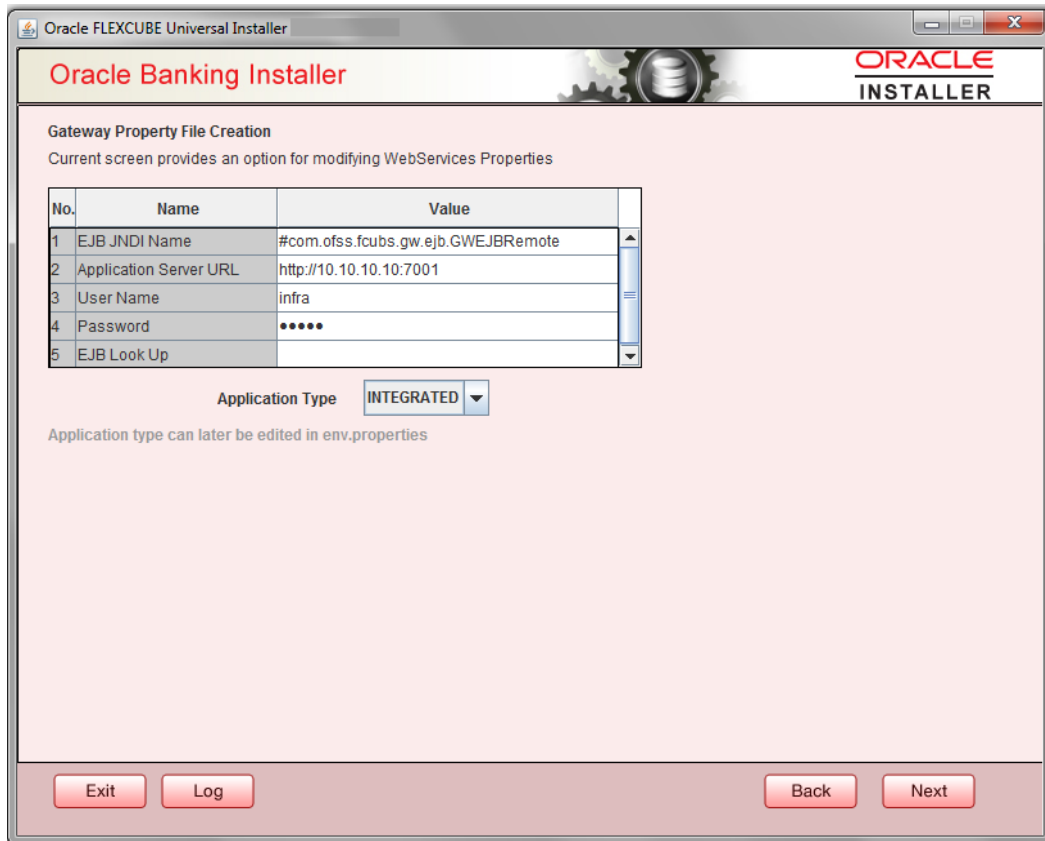 Oracle FLEXCUBE Universal Installer
Oracle Banking Installer
ORACLE
INSTALLER
Gateway Property File Creation
Current screen provides an option for modifying WebServices Properties
No. Name Value
1 EJB JNDI Name #com.ofss.fcubs.gw.ejb.GWEJBRemote
2 Application Server URL http://10.10.10.10:7001
3 User Name infra
4 Password •••••
5 EJB Look Up
Application Type INTEGRATED
Application type can later be edited in env.properties
Exit Log Back Next